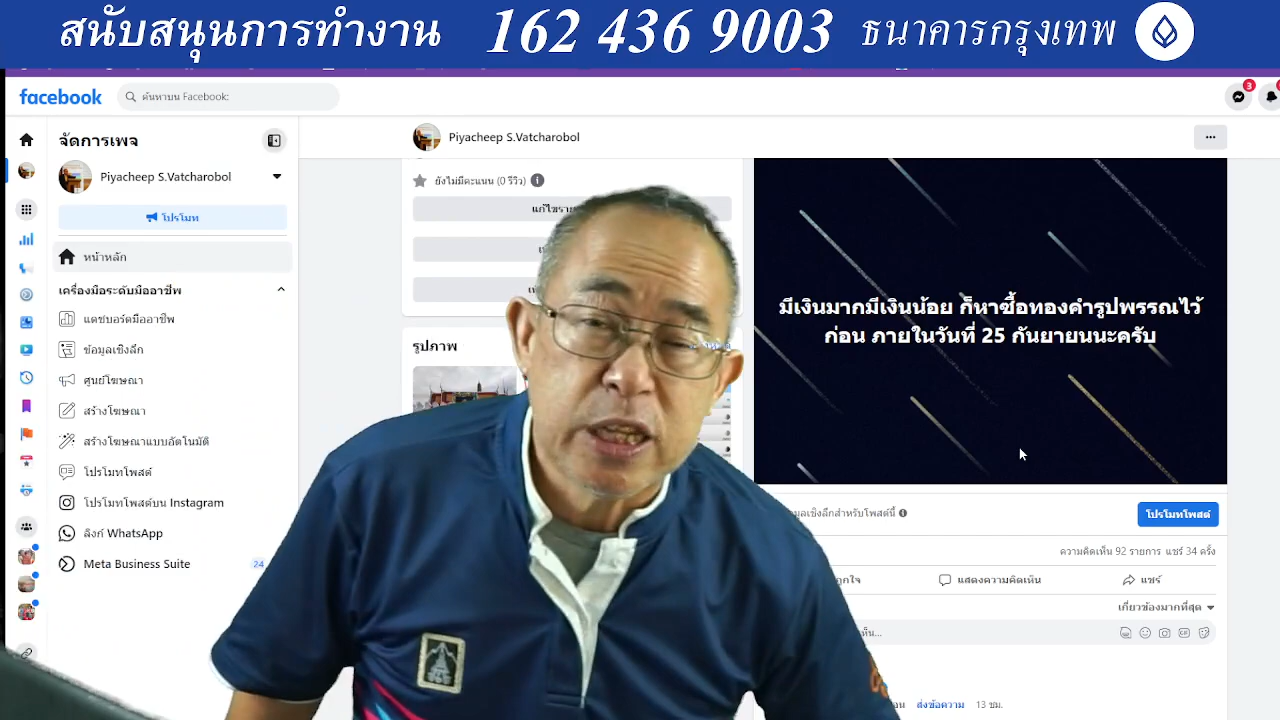 สนับสนุนการทำงาน 162 436 9003 ธนาคารกรุงเทพ
facebook
ค้นหาบน Facebook:
3
จัดการเพจ
Piyacheep S.Vatcharobol
Piyacheep S.Vatcharobol
โปรโมท
หน้าหลัก
เครื่องมือระดับมืออาชีพ
แดชบอร์ดมืออาชีพ
ข้อมูลเชิงลึก
ศูนย์โฆษณา
สร้างโฆษณา
สร้างโฆษณาแบบอัตโนมัติ
โปรโมทโพสต์
โปรโมทโพสต์บน Instagram
ลิงก์ WhatsApp
Meta Business Suite 24
ยังไม่มีคะแนน (0 รีวิว)
รูปภาพ
มีเงินมากมีเงินน้อย ก็หาซื้อทองคำรูปพรรณไว้
ก่อน ภายในวันที่ 25 กันยายนนะครับ
โปรโมทโพสต์
ความคิดเห็น 92 รายการ แชร์ 34 ครั้ง
แสดงความคิดเห็น แชร์
เกี่ยวข้องมากที่สุด
ส่งข้อความ 13 ชม.